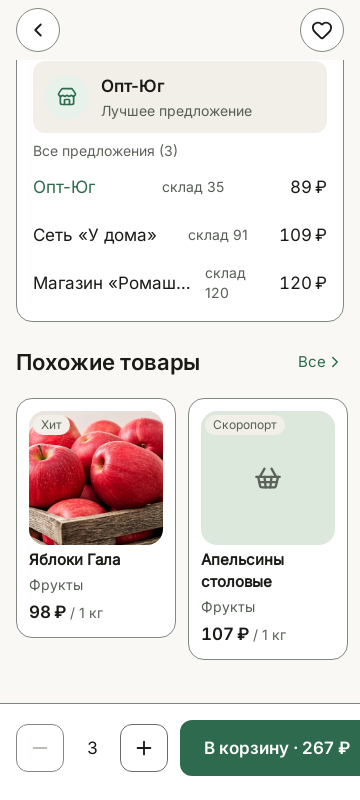 Опт-Юг
Лучшее предложение
Все предложения (3)
Опт-Юг склад 35 89 ₽
Сеть «У дома» склад 91 109 ₽
Магазин «Ромаш... склад 120 120 ₽
Похожие товары Все
Хит
Яблоки Гала
Фрукты
98 ₽ / 1 кг
Скоропорт
Апельсины
столовые
Фрукты
107 ₽ / 1 кг
3 В корзину · 267 ₽